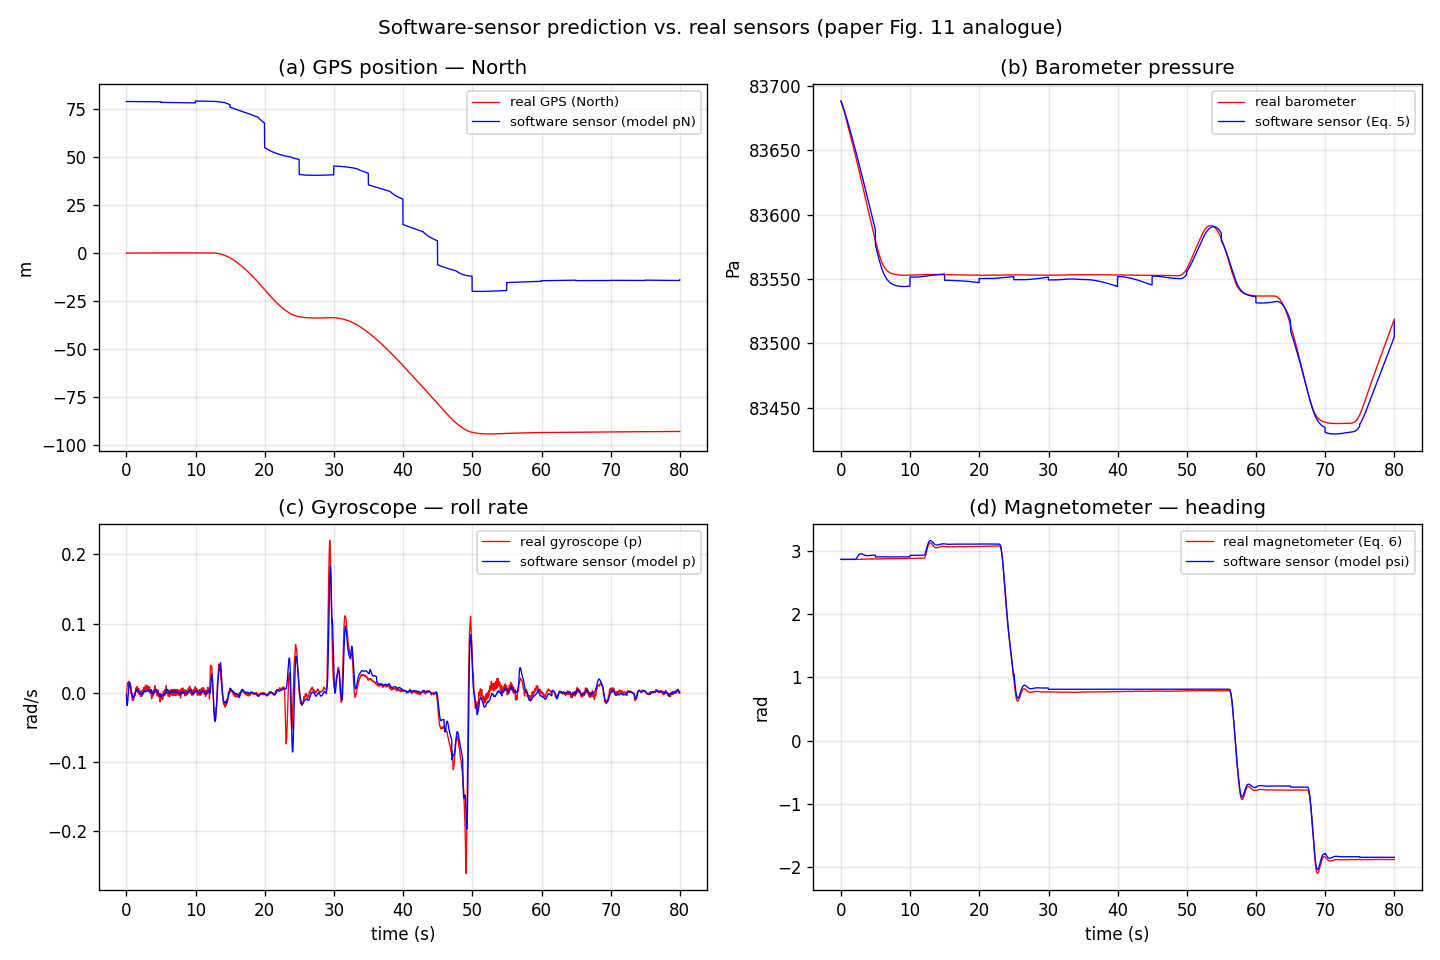 Software-sensor prediction vs. real sensors (paper Fig. 11 analogue)
(a) GPS position — North
real GPS (North)
software sensor (model pN)
75
50
25
0
−25
−50
−75
−100
m
0 10 20 30 40 50 60 70 80
(b) Barometer pressure
real barometer
software sensor (Eq. 5)
83700
83650
83600
83550
83500
83450
Pa
0 10 20 30 40 50 60 70 80
(c) Gyroscope — roll rate
real gyroscope (p)
software sensor (model p)
0.2
0.1
0.0
−0.1
−0.2
rad/s
0 10 20 30 40 50 60 70 80
time (s)
(d) Magnetometer — heading
real magnetometer (Eq. 6)
software sensor (model psi)
3
2
1
0
−1
−2
rad
0 10 20 30 40 50 60 70 80
time (s)